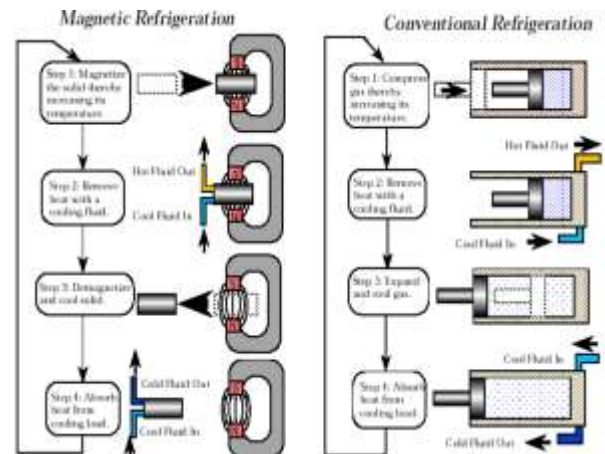 Magnetic Refrigeration
Step 1: Magnetize
the solid thereby
increasing its
temperature.
Step 2: Remove
heat with a
cooling fluid.
Hot Fluid Out
Cool Fluid In
Step 3: Demagnetize
and cool solid.
Step 4: Absorb
heat from
cooling load.
Cold Fluid Out
Cool Fluid In
Conventional Refrigeration
Step 1: Compress
gas thereby
increasing its
temperature.
Step 2: Remove
heat with a
cooling fluid.
Hot Fluid Out
Cool Fluid In
Step 3: Expand
and cool gas.
Step 4: Absorb
heat from
cooling load.
Cool Fluid In
Cold Fluid Out